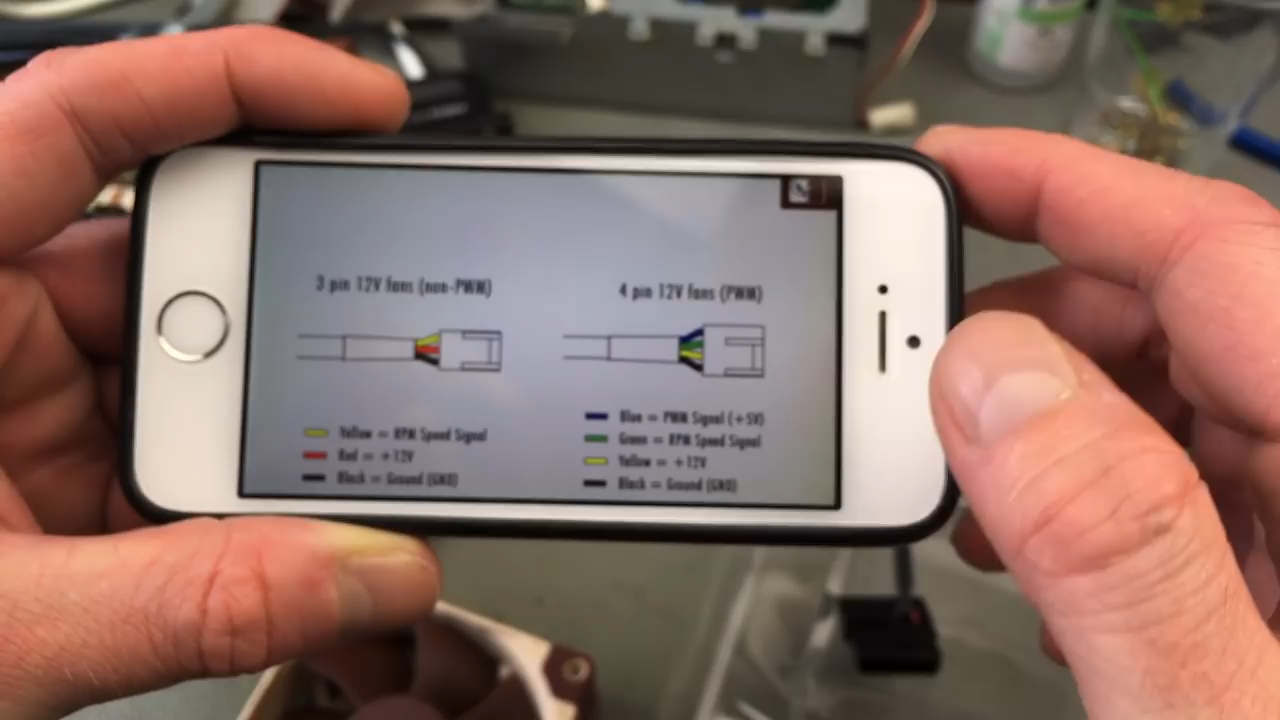 3 pin 12V fans (non-PWM)
4 pin 12V fans (PWM)
Yellow = RPM Speed Signal
Red = +12V
Black = Ground (GND)
Blue = PWM Signal (+5V)
Green = RPM Speed Signal
Yellow = +12V
Black = Ground (GND)